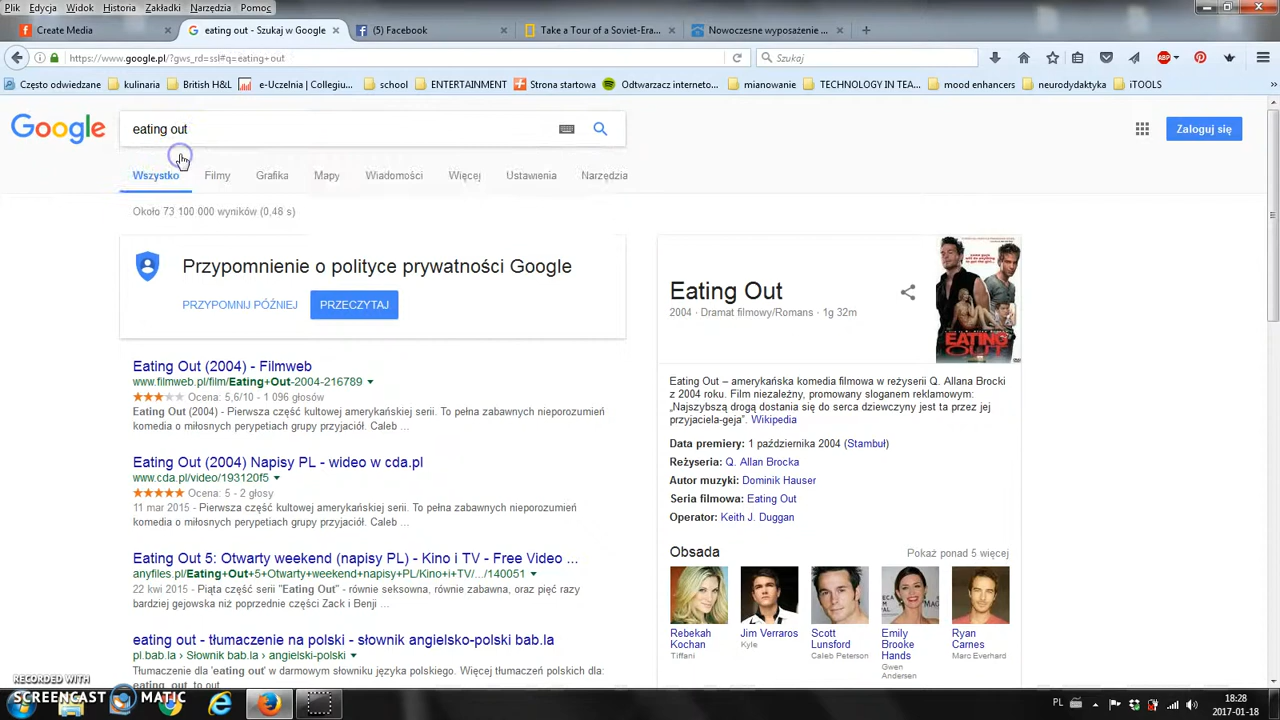 Plik Edycja Widok Historia Zakładki Narzędzia Pomoc
Create Media
eating out - Szukaj w Google
(5) Facebook
Take a Tour of a Soviet-Era...
Nowoczesne wyposażenie ...
https://www.google.pl/?gws_rd=ssl#q=eating+out
Szukaj
ABP
Często odwiedzane kulinaria British H&L e-Uczelnia (Collegiu... school ENTERTAINMENT Strona startowa Odtwarzacz interneto... mianowanie TECHNOLOGY IN TEA... mood enhancers neurodydaktyka iTOOLS
Google
eating out
Zaloguj się
Wszystko Filmy Grafika Mapy Wiadomości Więcej Ustawienia Narzędzia
Około 73 100 000 wyników (0,48 s)
Przypomnienie o polityce prywatności Google
PRZYPOMNIJ PÓŹNIEJ PRZECZYTAJ
Eating Out (2004) - Filmweb
www.filmweb.pl/film/Eating+Out-2004-216789
Ocena: 5,6/10 - 1 096 głosów
Eating Out (2004) - Pierwsza część kultowej amerykańskiej serii. To pełna zabawnych nieporozumień
komedia o miłosnych perypetiach grupy przyjaciół. Caleb ...
Eating Out (2004) Napisy PL - wideo w cda.pl
www.cda.pl/video/193120f5
Ocena: 5 - 2 głosy
11 mar 2015 - Pierwsza część kultowej amerykańskiej serii. To pełna zabawnych nieporozumień
komedia o miłosnych perypetiach grupy przyjaciół. Caleb ...
Eating Out 5: Otwarty weekend (napisy PL) - Kino i TV - Free Video ...
anyfiles.pl/Eating+Out+5+Otwarty+weekend+napisy+PL/Kino+i+TV/.../140051
22 kwi 2015 - Piąta część serii "Eating Out" - równie seksowna, równie zabawna, oraz pięć razy
bardziej gejowska niż poprzednie części Zack i Benji ...
eating out - tłumaczenie na polski - słownik angielsko-polski bab.la
pl.bab.la › Słownik bab.la › angielski-polski
Tłumaczenie dla 'eating out' w darmowym słowniku języka polskiego. Więcej tłumaczeń polskich dla:
eating out, to out
Eating Out
2004 · Dramat filmowy/Romans · 1g 32m
EATING
OUT
Eating Out – amerykańska komedia filmowa w reżyserii Q. Allana Brocki
z 2004 roku. Film niezależny, promowany sloganem reklamowym:
„Najszybszą drogą dostania się do serca dziewczyny jest ta przez jej
przyjaciela-geja”. Wikipedia
Data premiery: 1 października 2004 (Stambuł)
Reżyseria: Q. Allan Brocka
Autor muzyki: Dominik Hauser
Seria filmowa: Eating Out
Operator: Keith J. Duggan
Obsada
Pokaż ponad 5 więcej
Rebekah
Kochan
Tiffani
Jim Verraros
Kyle
Scott
Lunsford
Caleb Peterson
Emily
Brooke
Hands
Gwen
Andersen
Ryan
Carnes
Marc Everhard
RECORDED WITH
SCREENCAST MATIC
PL
18:28
2017-01-18